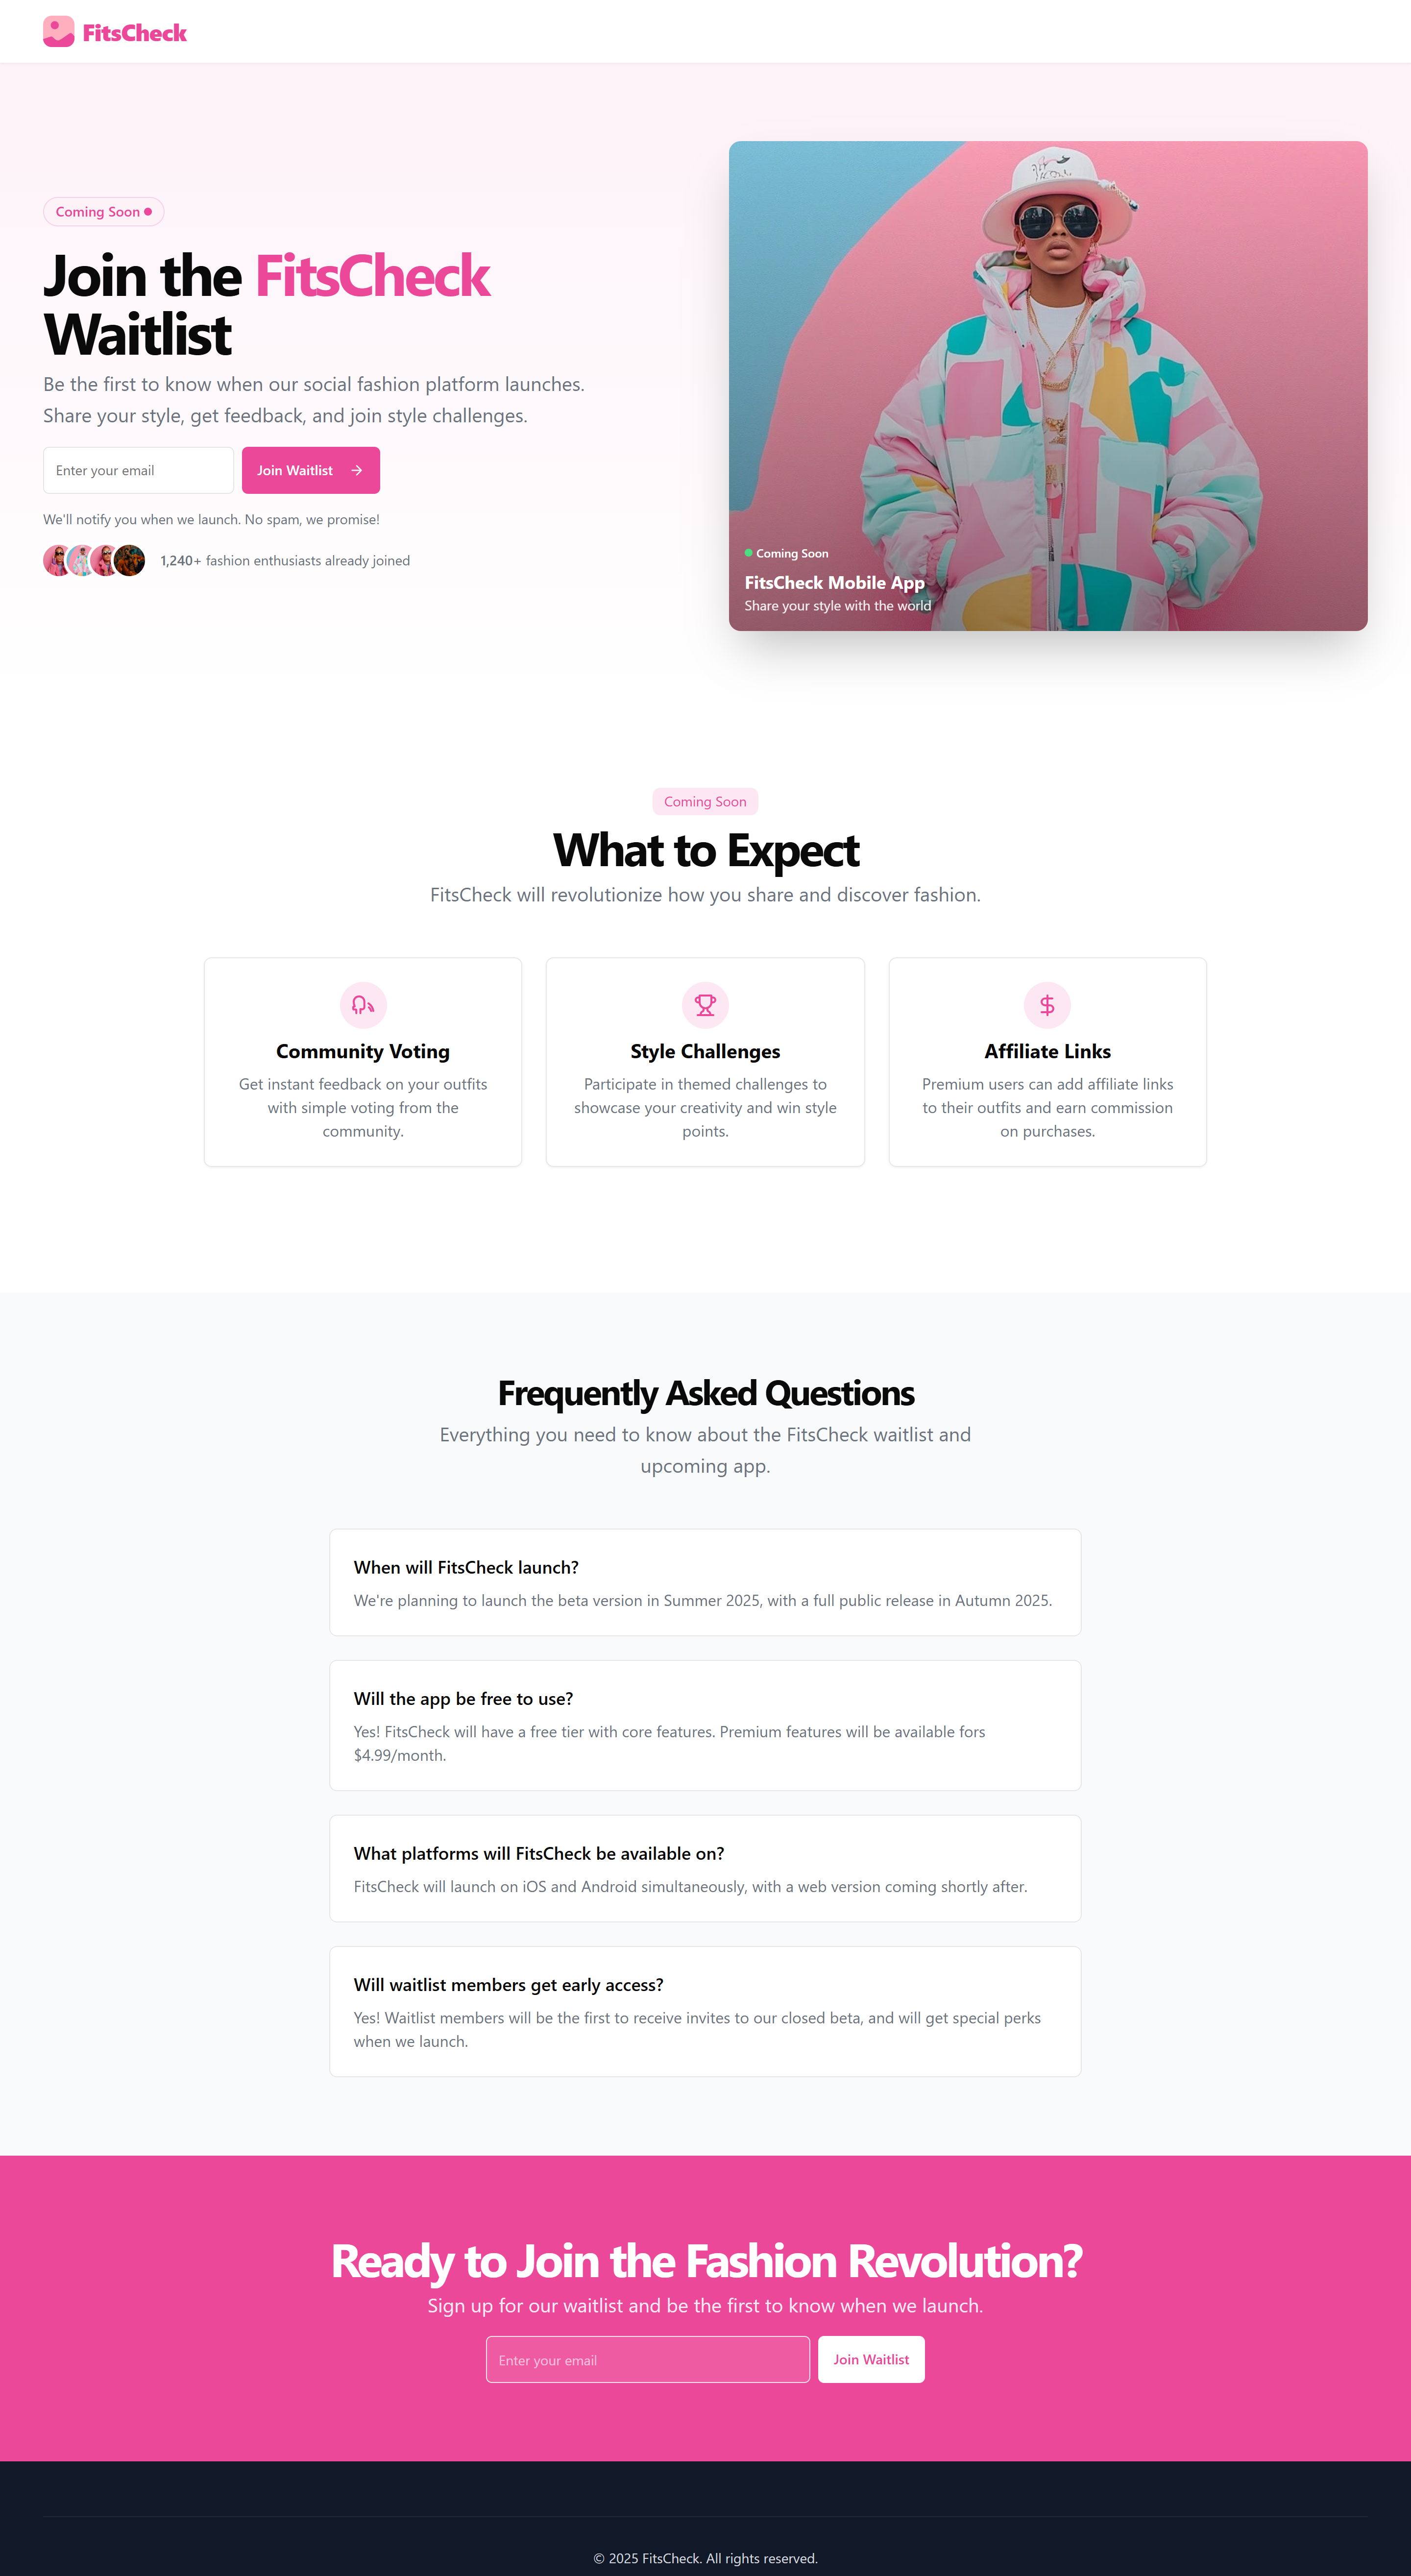 FitsCheck
Coming Soon
Join the FitsCheck
Waitlist
Be the first to know when our social fashion platform launches.
Share your style, get feedback, and join style challenges.
Enter your email
Join Waitlist
We'll notify you when we launch. No spam, we promise!
1,240+ fashion enthusiasts already joined
Coming Soon
FitsCheck Mobile App
Share your style with the world
Coming Soon
What to Expect
FitsCheck will revolutionize how you share and discover fashion.
Community Voting
Get instant feedback on your outfits
with simple voting from the
community.
Style Challenges
Participate in themed challenges to
showcase your creativity and win style
points.
Affiliate Links
Premium users can add affiliate links
to their outfits and earn commission
on purchases.
Frequently Asked Questions
Everything you need to know about the FitsCheck waitlist and
upcoming app.
When will FitsCheck launch?
We're planning to launch the beta version in Summer 2025, with a full public release in Autumn 2025.
Will the app be free to use?
Yes! FitsCheck will have a free tier with core features. Premium features will be available fors
$4.99/month.
What platforms will FitsCheck be available on?
FitsCheck will launch on iOS and Android simultaneously, with a web version coming shortly after.
Will waitlist members get early access?
Yes! Waitlist members will be the first to receive invites to our closed beta, and will get special perks
when we launch.
Ready to Join the Fashion Revolution?
Sign up for our waitlist and be the first to know when we launch.
Enter your email
Join Waitlist
© 2025 FitsCheck. All rights reserved.